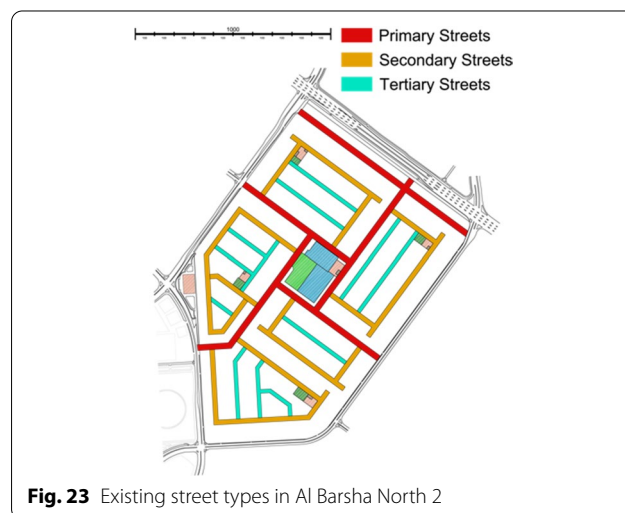 1000
Primary Streets
Secondary Streets
Tertiary Streets
Fig. 23 Existing street types in Al Barsha North 2